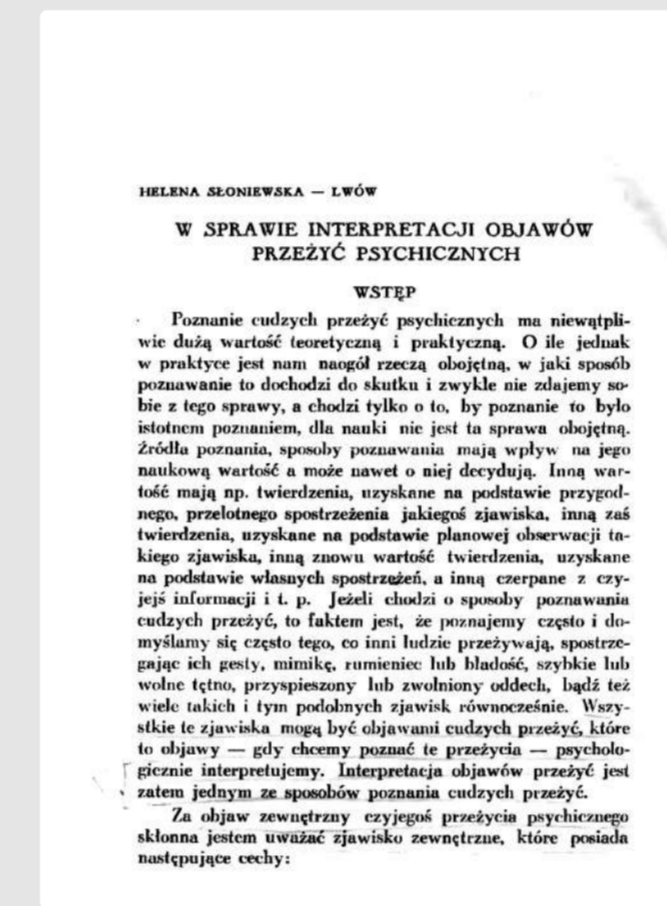 HELENA SŁONIEWSKA — LWÓW
W SPRAWIE INTERPRETACJI OBJAWÓW
PRZEŻYĆ PSYCHICZNYCH
WSTĘP
Poznanie cudzych przeżyć psychicznych ma niewątpli-
wie dużą wartość teoretyczną i praktyczną. O ile jednak
w praktyce jest nam naogół rzeczą obojętną, w jaki sposób
poznawanie to dochodzi do skutku i zwykle nie zdajemy so-
bie z tego sprawy, a chodzi tylko o to, by poznanie to było
istotnem poznaniem, dla nauki nie jest ta sprawa obojętną.
Źródła poznania, sposoby poznawania mają wpływ na jego
naukową wartość a może nawet o niej decydują. Inną war-
tość mają np. twierdzenia, uzyskane na podstawie przygod-
nego, przelotnego spostrzeżenia jakiegoś zjawiska, inną zaś
twierdzenia, uzyskane na podstawie planowej obserwacji ta-
kiego zjawiska, inną znowu wartość twierdzenia, uzyskane
na podstawie własnych spostrzeżeń, a inną czerpane z czy-
jejś informacji i t. p. Jeżeli chodzi o sposoby poznawania
cudzych przeżyć, to faktem jest, że poznajemy często i do-
myślamy się często tego, co inni ludzie przeżywają, spostrze-
gając ich gesty, mimikę, rumieniec lub bladość, szybkie lub
wolne tętno, przyspieszony lub zwolniony oddech, bądź też
wiele takich i tym podobnych zjawisk równocześnie. Wszy-
stkie te zjawiska mogą być objawami cudzych przeżyć, które
to objawy — gdy chcemy poznać te przeżycia — psycholo-
gicznie interpretujemy. Interpretacja objawów przeżyć jest
zatem jednym ze sposobów poznania cudzych przeżyć.
Za objaw zewnętrzny czyjegoś przeżycia psychicznego
skłonna jestem uważać zjawisko zewnętrzne, które posiada
następujące cechy: